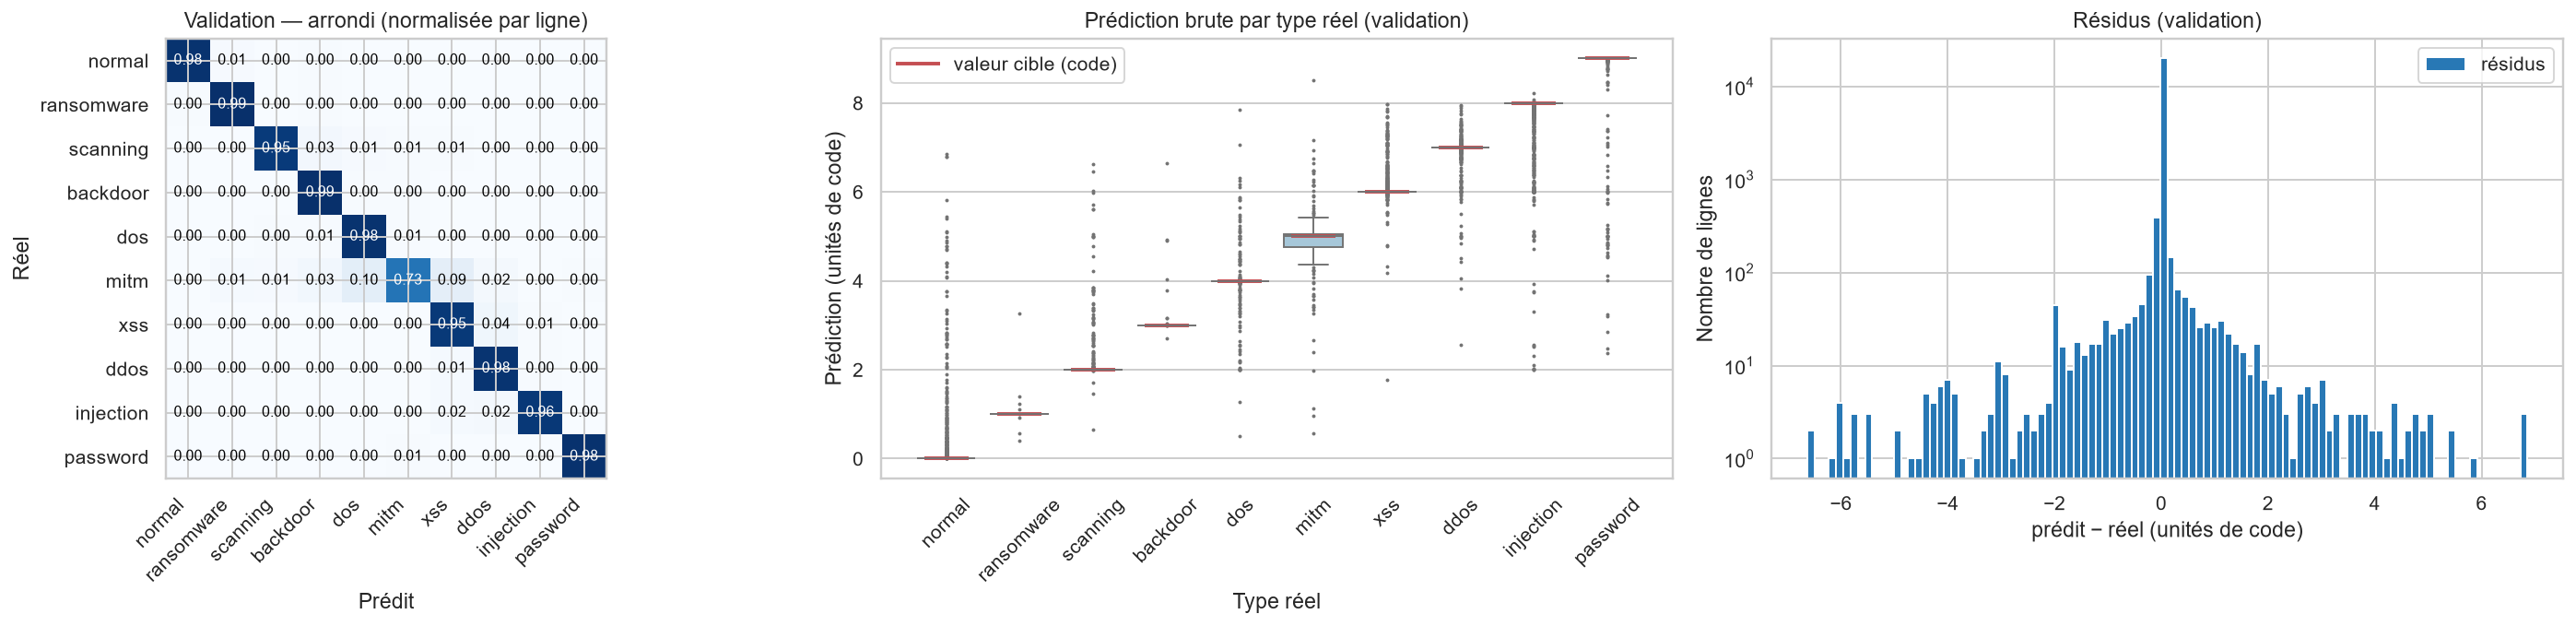 Validation — arrondi (normalisée par ligne)
Réel
normal 0.98 0.01 0.00 0.00 0.00 0.00 0.00 0.00 0.00 0.00
ransomware 0.00 0.99 0.00 0.00 0.00 0.00 0.00 0.00 0.00 0.00
scanning 0.00 0.00 0.95 0.03 0.01 0.01 0.01 0.00 0.00 0.00
backdoor 0.00 0.00 0.00 0.99 0.00 0.00 0.00 0.00 0.00 0.00
dos 0.00 0.00 0.00 0.01 0.98 0.01 0.00 0.00 0.00 0.00
mitm 0.00 0.01 0.01 0.03 0.10 0.73 0.09 0.02 0.00 0.00
xss 0.00 0.00 0.00 0.00 0.00 0.00 0.95 0.04 0.01 0.00
ddos 0.00 0.00 0.00 0.00 0.00 0.00 0.01 0.98 0.00 0.00
injection 0.00 0.00 0.00 0.00 0.00 0.00 0.02 0.02 0.96 0.00
password 0.00 0.00 0.00 0.00 0.00 0.01 0.00 0.00 0.00 0.98
normal ransomware scanning backdoor dos mitm xss ddos injection password
Prédit
Prédiction brute par type réel (validation)
valeur cible (code)
Prédiction (unités de code)
8
6
4
2
0
normal ransomware scanning backdoor dos mitm xss ddos injection password
Type réel
Résidus (validation)
résidus
Nombre de lignes
10⁴
10³
10²
10¹
10⁰
−6 −4 −2 0 2 4 6
prédit − réel (unités de code)